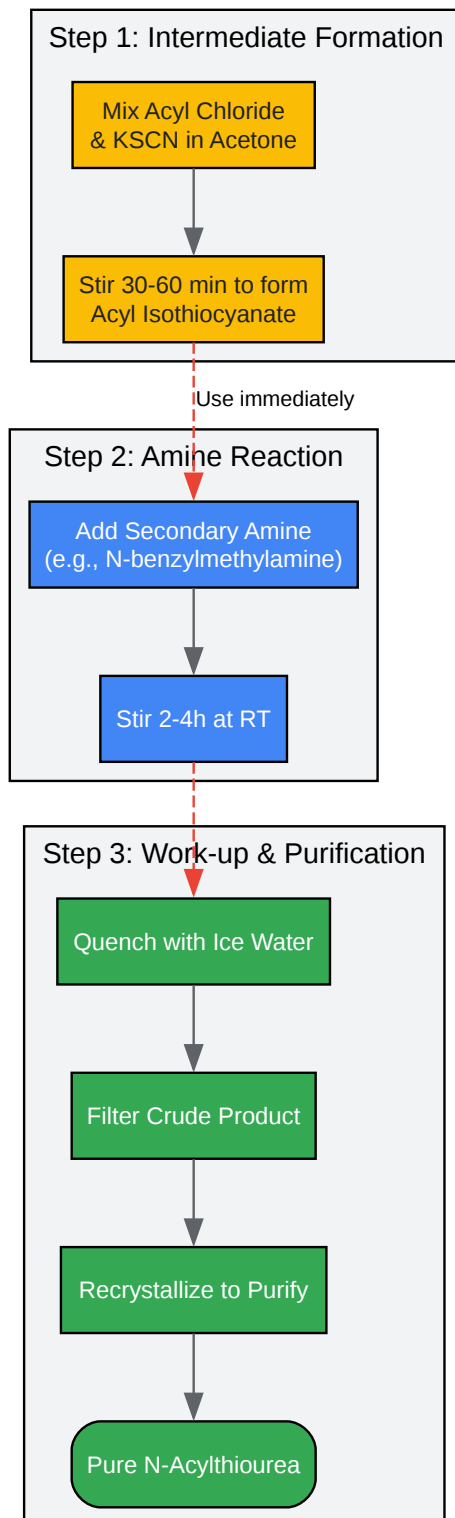 Step 1: Intermediate Formation
Mix Acyl Chloride
& KSCN in Acetone
Stir 30-60 min to form
Acyl Isothiocyanate
Use immediately
Step 2: Amine Reaction
Add Secondary Amine
(e.g., N-benzylmethylamine)
Stir 2-4h at RT
Step 3: Work-up & Purification
Quench with Ice Water
Filter Crude Product
Recrystallize to Purify
Pure N-Acylthiourea